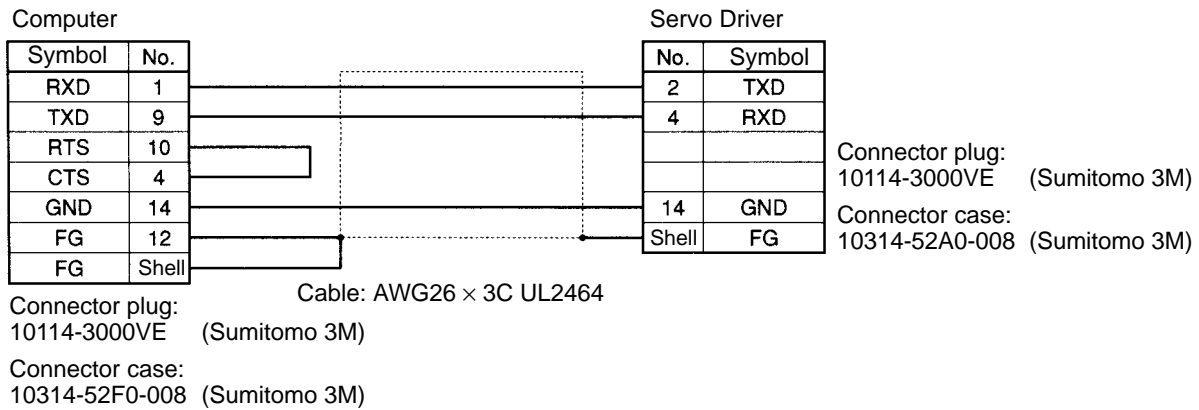 Computer Servo Driver
Symbol No. No. Symbol
RXD 1 2 TXD
TXD 9 4 RXD
RTS 10
CTS 4
GND 14 14 GND
FG 12 Shell FG
FG Shell
Connector plug:
10114-3000VE (Sumitomo 3M)
Connector case:
10314-52A0-008 (Sumitomo 3M)
Cable: AWG26 × 3C UL2464
Connector plug:
10114-3000VE (Sumitomo 3M)
Connector case:
10314-52F0-008 (Sumitomo 3M)